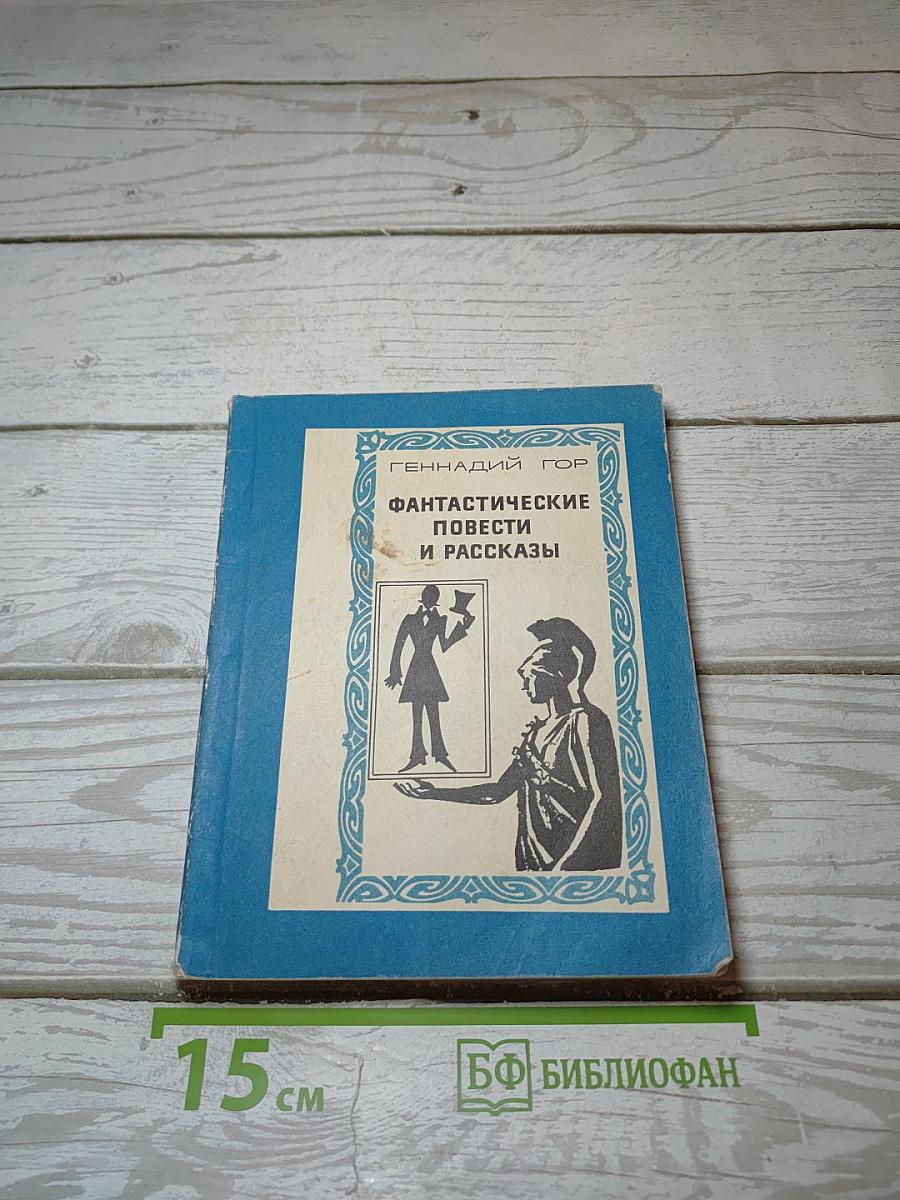 ГЕННАДИЙ ГОР
ФАНТАСТИЧЕСКИЕ
ПОВЕСТИ
И РАССКАЗЫ
15 см
БФ БИБЛИОФАН